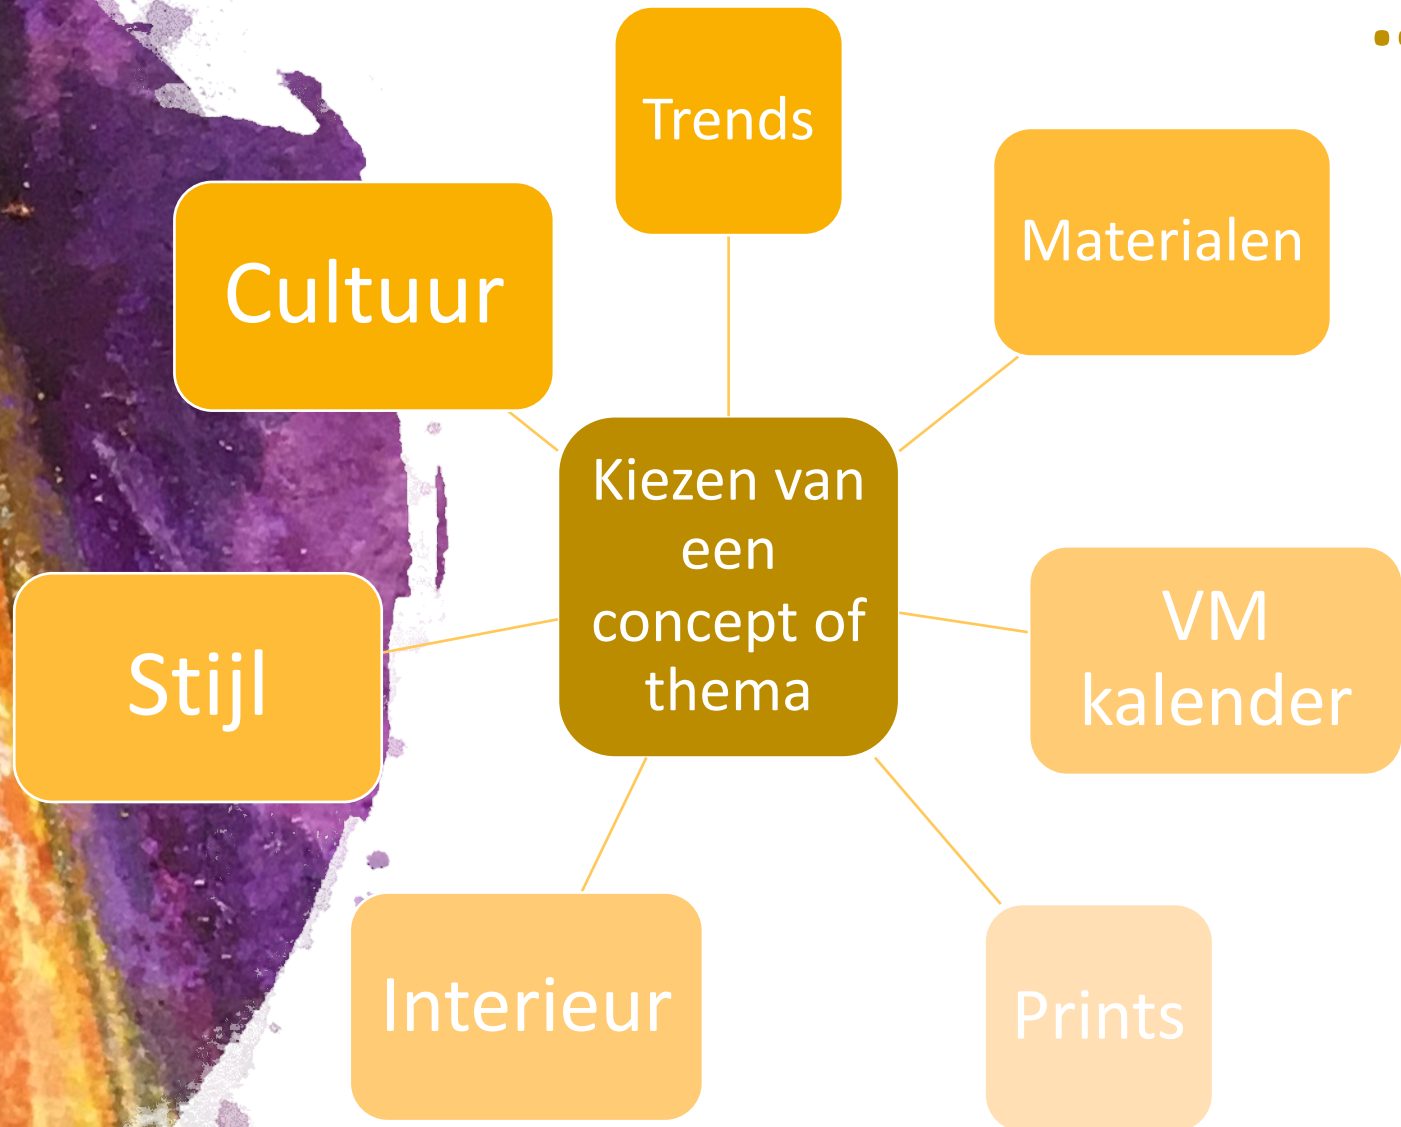 Trends
Materialen
Cultuur
Kiezen van
een
concept of
thema
VM
kalender
Stijl
Interieur
Prints